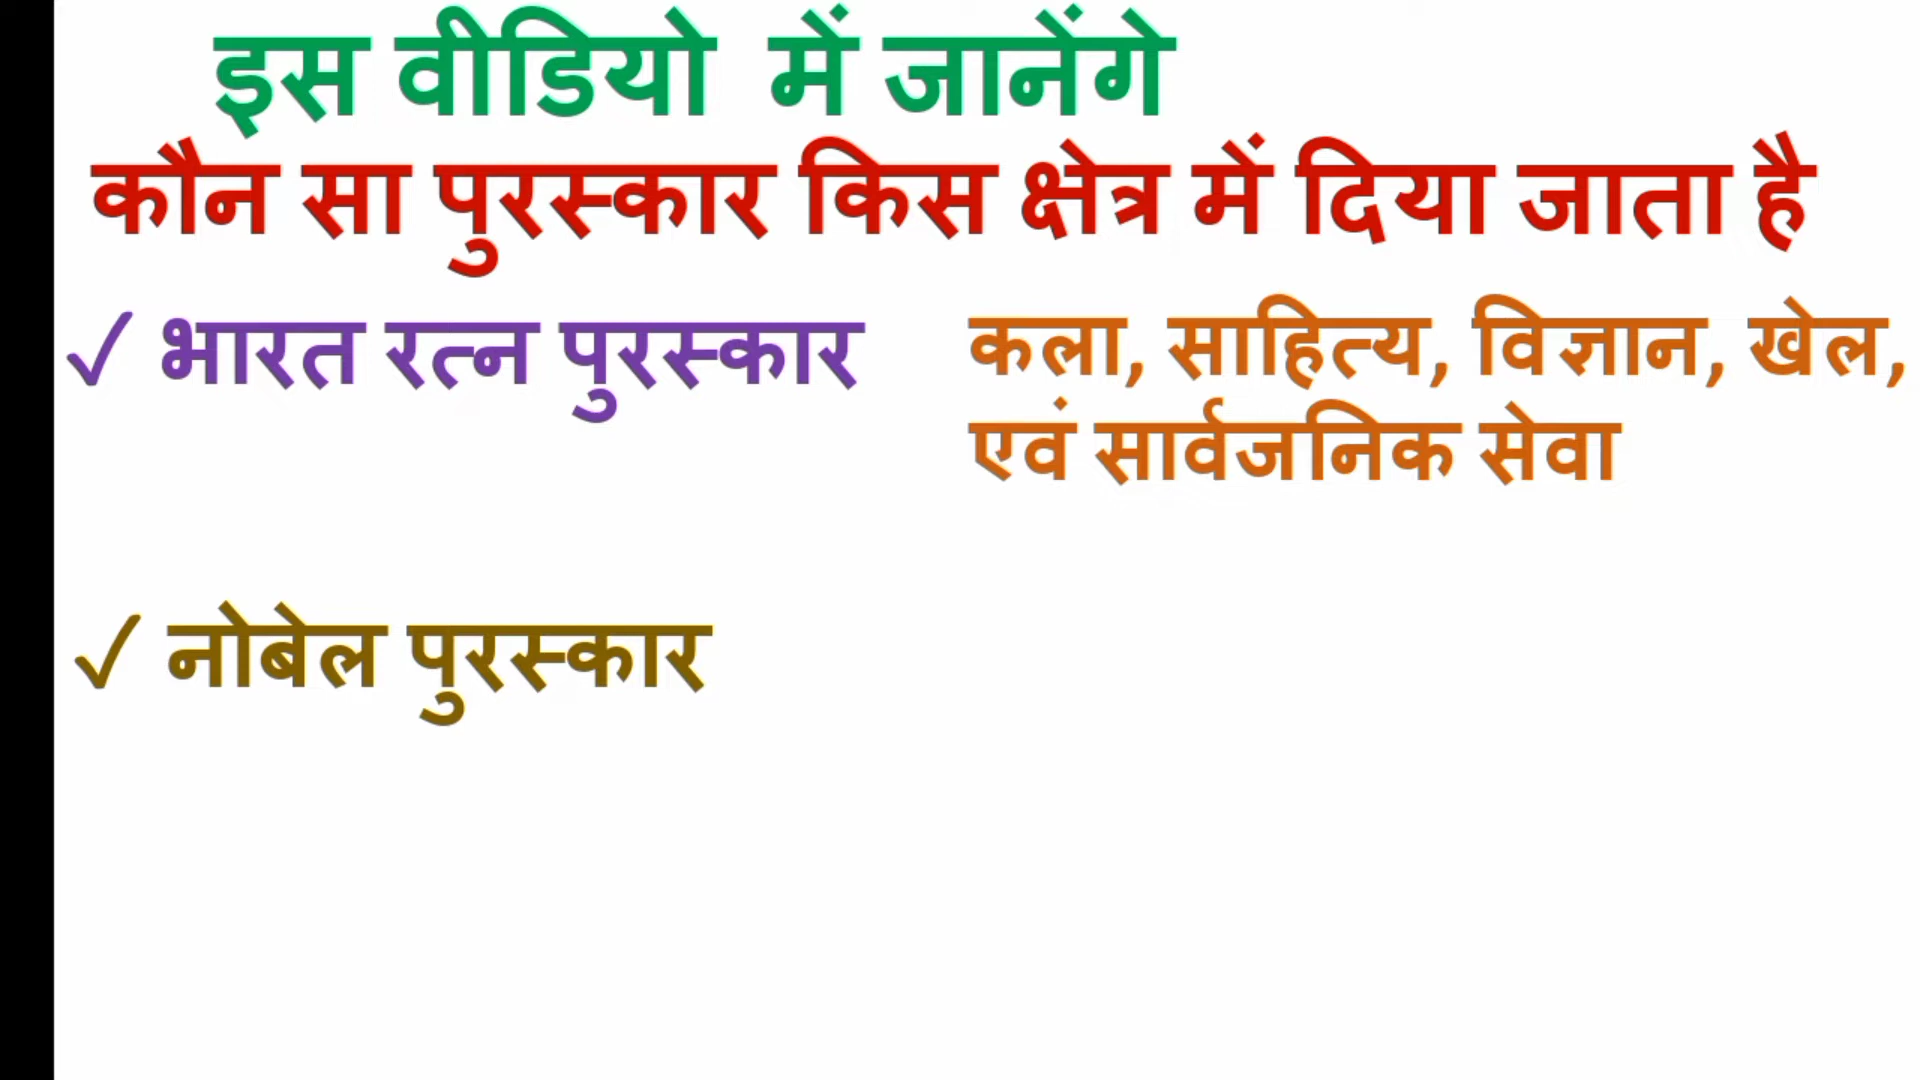 इस वीडियो में जानेंगे
कौन सा पुरस्कार किस क्षेत्र में दिया जाता है
✓ भारत रत्न पुरस्कार
कला, साहित्य, विज्ञान, खेल,
एवं सार्वजनिक सेवा
✓ नोबेल पुरस्कार